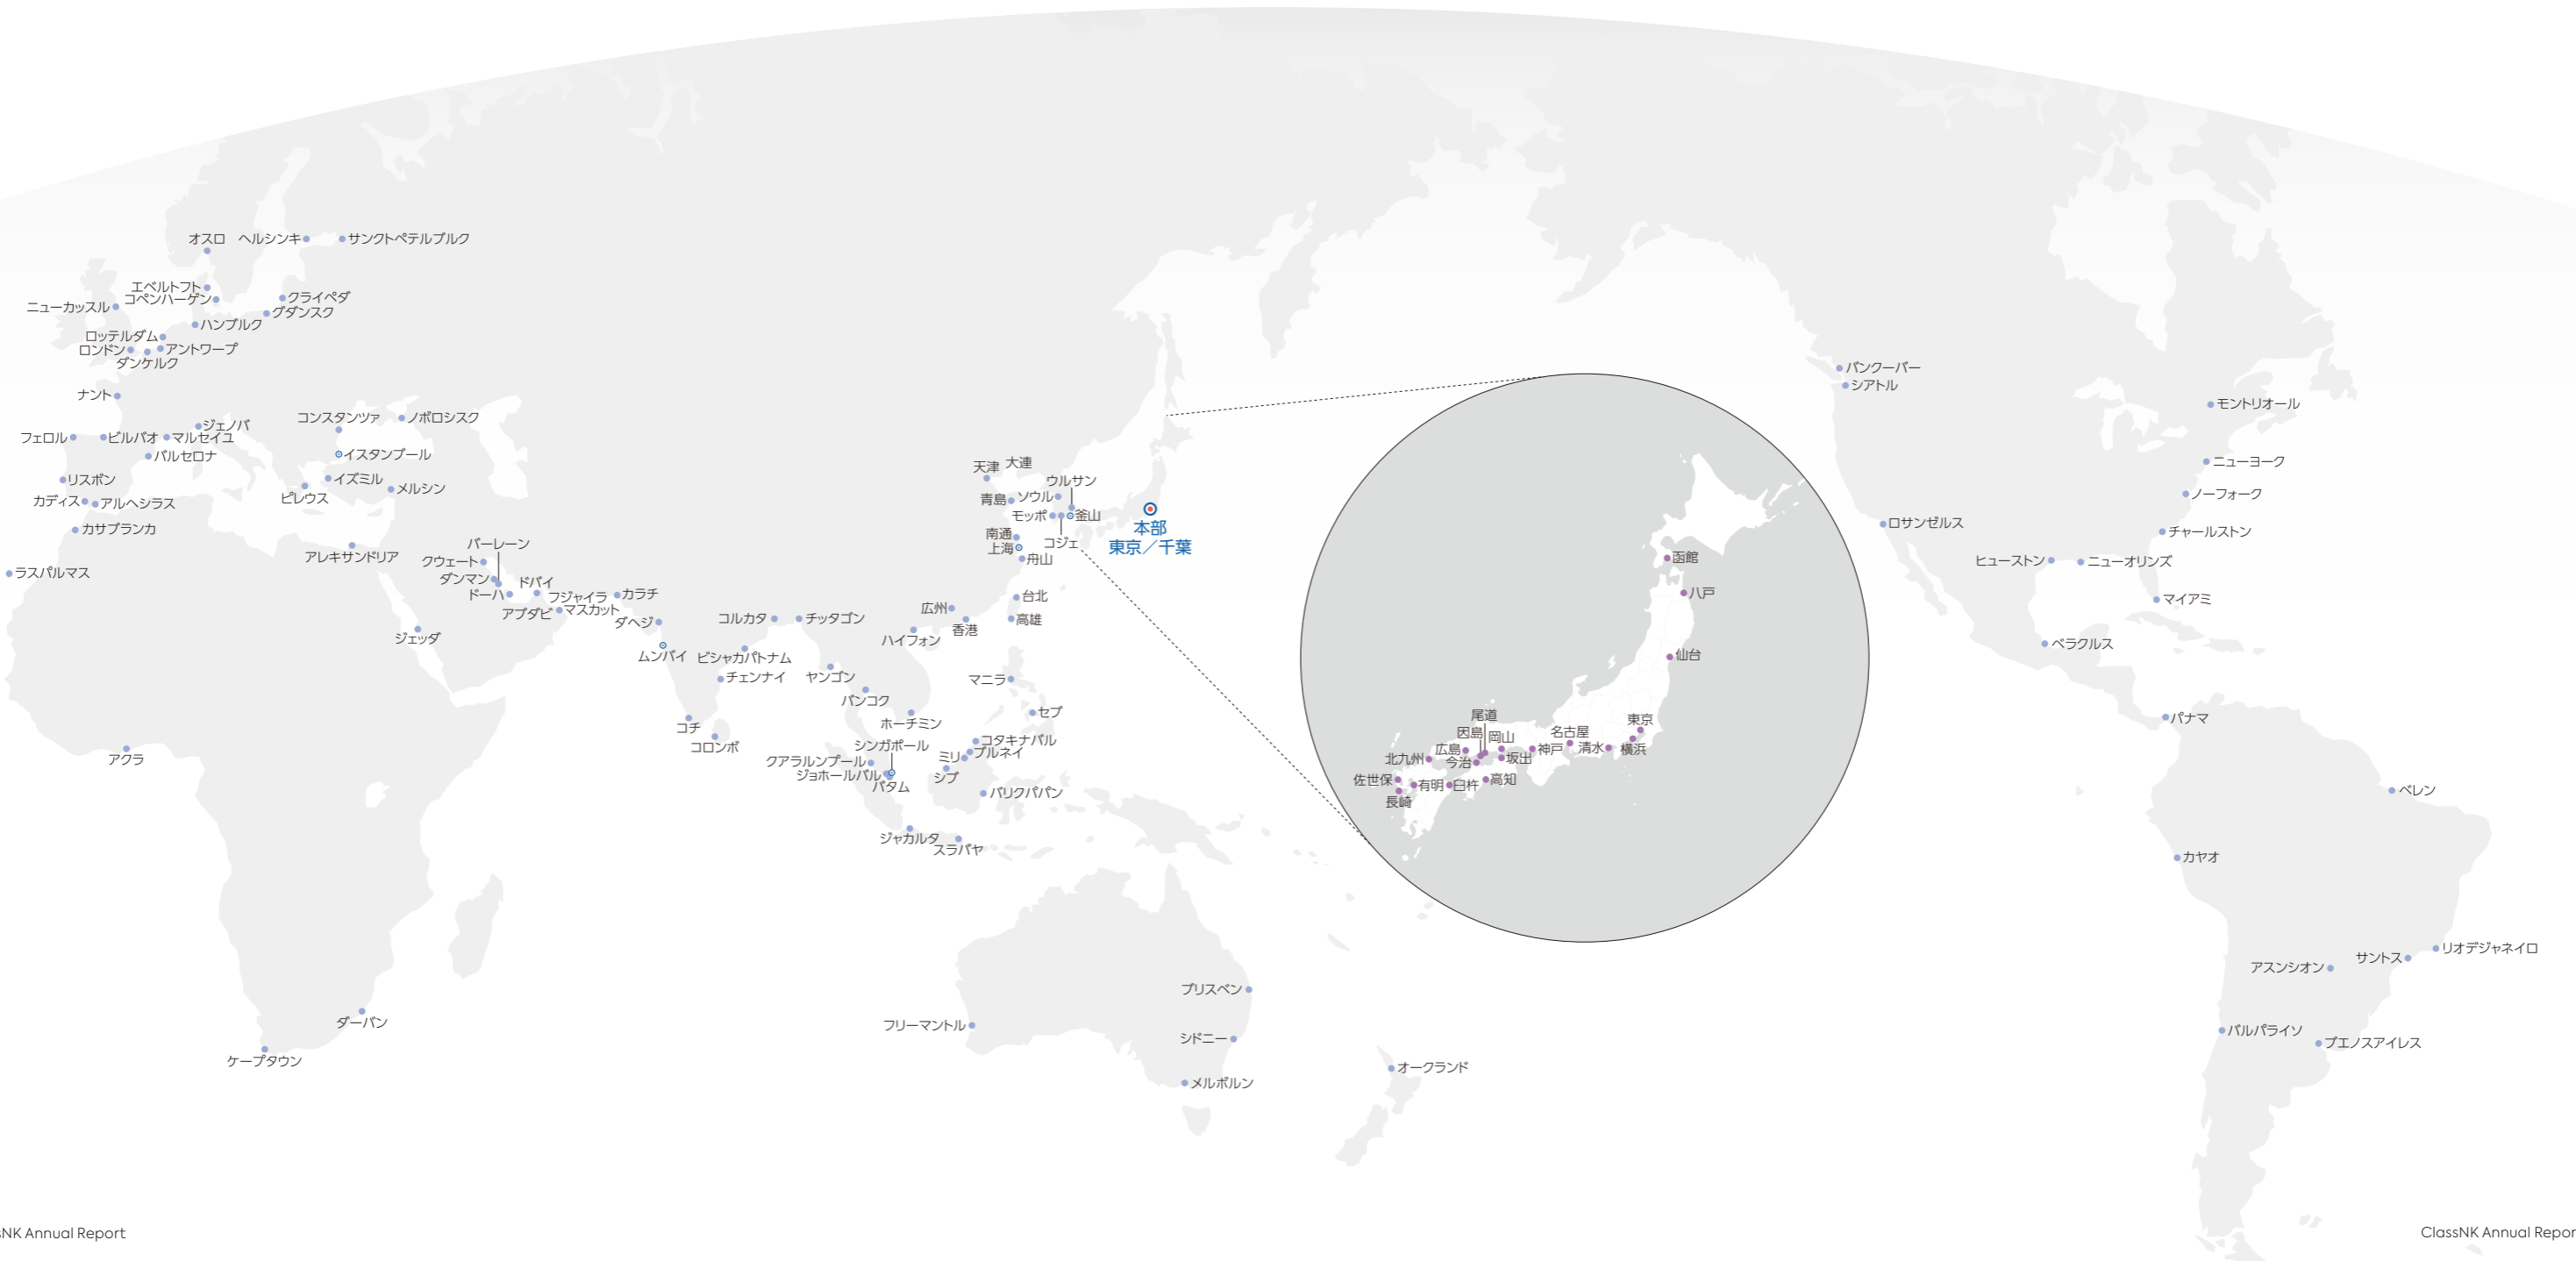 オスロ
ヘルシンキ
サンクトペテルブルク
エベルトフト
コペンハーゲン
クライペダ
グダンスク
ニューカッスル
ハンブルク
ロッテルダム
ロンドン
アントワープ
ダンケルク
ナント
コンスタンツァ
ノボロシスク
ジェノバ
フェロル
ビルバオ
マルセイユ
バルセロナ
イスタンブール
リスボン
イズミル
メルシン
ピレウス
カディス
アルヘシラス
カサブランカ
アレキサンドリア
ラスパルマス
バーレーン
クウェート
ダンマン
ドバイ
ドーハ
フジャイラ
アブダビ
マスカット
カラチ
ダヘジ
ジェッダ
ムンバイ
コルカタ
チッタゴン
ビシャカパトナム
チェンナイ
ヤンゴン
バンコク
コチ
コロンボ
アクラ
ダーバン
ケープタウン
天津
大連
ウルサン
青島
ソウル
モッポ
釜山
南通
上海
コジェ
舟山
本部
東京／千葉
台北
広州
高雄
香港
ハイフォン
マニラ
セブ
ホーチミン
シンガポール
コタキナバル
ミリ
ブルネイ
クアラルンプール
ジョホールバル
シブ
バタム
バリクパパン
ジャカルタ
スラバヤ
ブリスベン
フリーマントル
シドニー
メルボルン
オークランド
函館
八戸
仙台
尾道
因島
岡山
名古屋
東京
広島
神戸
清水
横浜
北九州
今治
坂出
佐世保
有明
臼杵
高知
長崎
バンクーバー
シアトル
モントリオール
ニューヨーク
ノーフォーク
ロサンゼルス
チャールストン
ヒューストン
ニューオリンズ
マイアミ
ベラクルス
パナマ
ベレン
カヤオ
リオデジャネイロ
サントス
アスンシオン
バルパライソ
ブエノスアイレス
sNK Annual Report
ClassNK Annual Repor